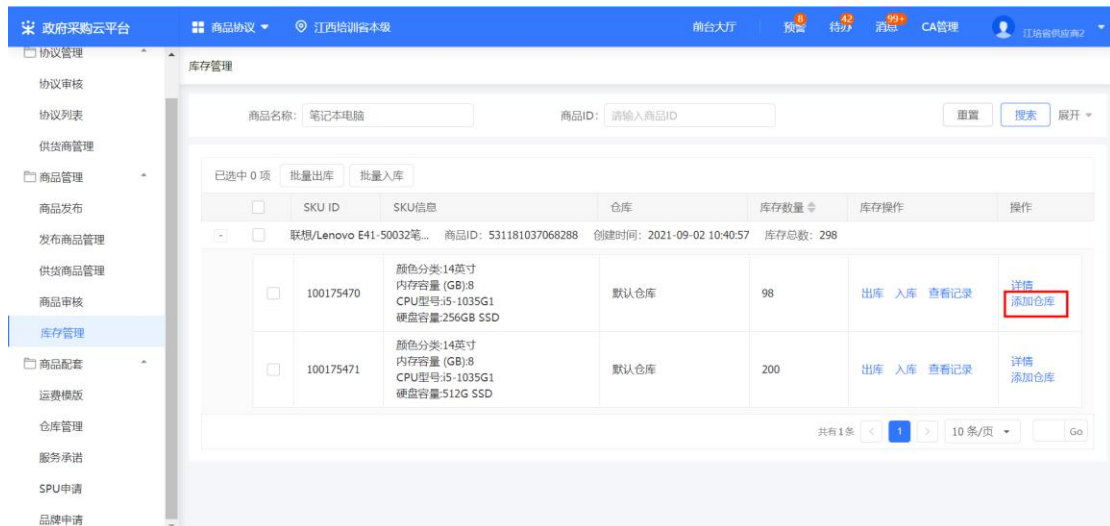 政府采购云平台 商品协议 江西培训省本级 前台大厅 预警 8 待办 42 消息 99+ CA管理 江培省供应商2
协议管理
协议审核
协议列表
供货商管理
商品管理
商品发布
发布商品管理
供货商品管理
商品审核
库存管理
商品配套
运费模版
仓库管理
服务承诺
SPU申请
品牌申请
库存管理
商品名称: 笔记本电脑 商品ID: 请输入商品ID 重置 搜索 展开
已选中 0 项 批量出库 批量入库
SKU ID SKU信息 仓库 库存数量 库存操作 操作
联想/Lenovo E41-50032笔... 商品ID: 531181037068288 创建时间: 2021-09-02 10:40:57 库存总数: 298
颜色分类:14英寸
内存容量 (GB):8
100175470 默认仓库 98 出库 入库 查看记录 详情
CPU型号:i5-1035G1 添加仓库
硬盘容量:256GB SSD
颜色分类:14英寸
内存容量 (GB):8
100175471 默认仓库 200 出库 入库 查看记录 详情
CPU型号:i5-1035G1 添加仓库
硬盘容量:512G SSD
共有1条 < 1 > 10 条/页 Go